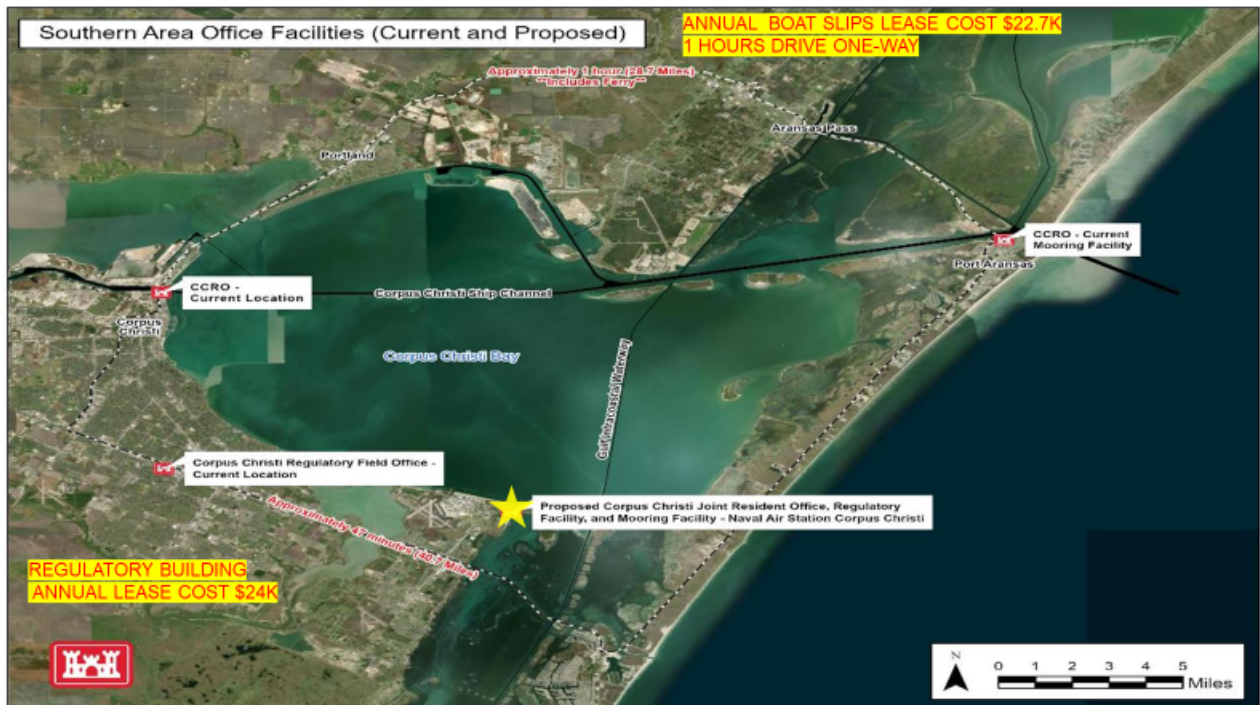 Southern Area Office Facilities (Current and Proposed)
ANNUAL BOAT SLIPS LEASE COST $22.7K
1 HOURS DRIVE ONE-WAY
Approximately 1 hour (28.7 Miles)
**Includes Ferry**
Portland
Aransas Pass
CCRO - Current
Mooring Facility
Port Aransas
CCRO -
Current Location
Corpus Christi Ship Channel
Corpus
Christi
Corpus Christi Bay
Gulf Intracoastal Waterway
Corpus Christi Regulatory Field Office -
Current Location
Proposed Corpus Christi Joint Resident Office, Regulatory
Facility, and Mooring Facility - Naval Air Station Corpus Christi
Approximately 47 minutes (40.7 Miles)
REGULATORY BUILDING
ANNUAL LEASE COST $24K
N
0 1 2 3 4 5
Miles